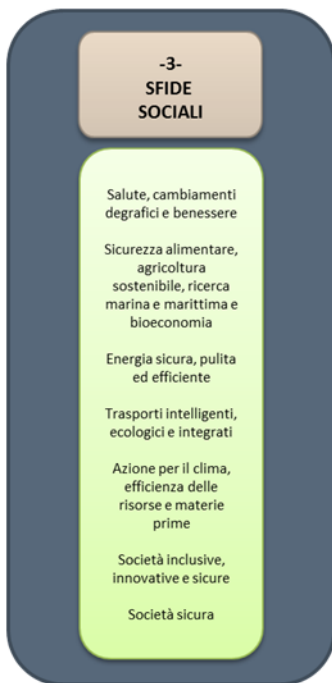 -3-
SFIDE
SOCIALI
Salute, cambiamenti
degrafici e benessere
Sicurezza alimentare,
agricoltura
sostenibile, ricerca
marina e marittima e
bioeconomia
Energia sicura, pulita
ed efficiente
Trasporti intelligenti,
ecologici e integrati
Azione per il clima,
efficienza delle
risorse e materie
prime
Società inclusive,
innovative e sicure
Società sicura